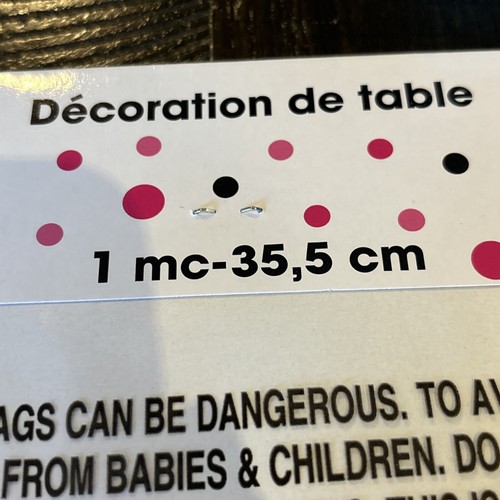 Décoration de table
1 mc-35,5 cm
AGS CAN BE DANGEROUS. TO AV
FROM BABIES & CHILDREN. DO